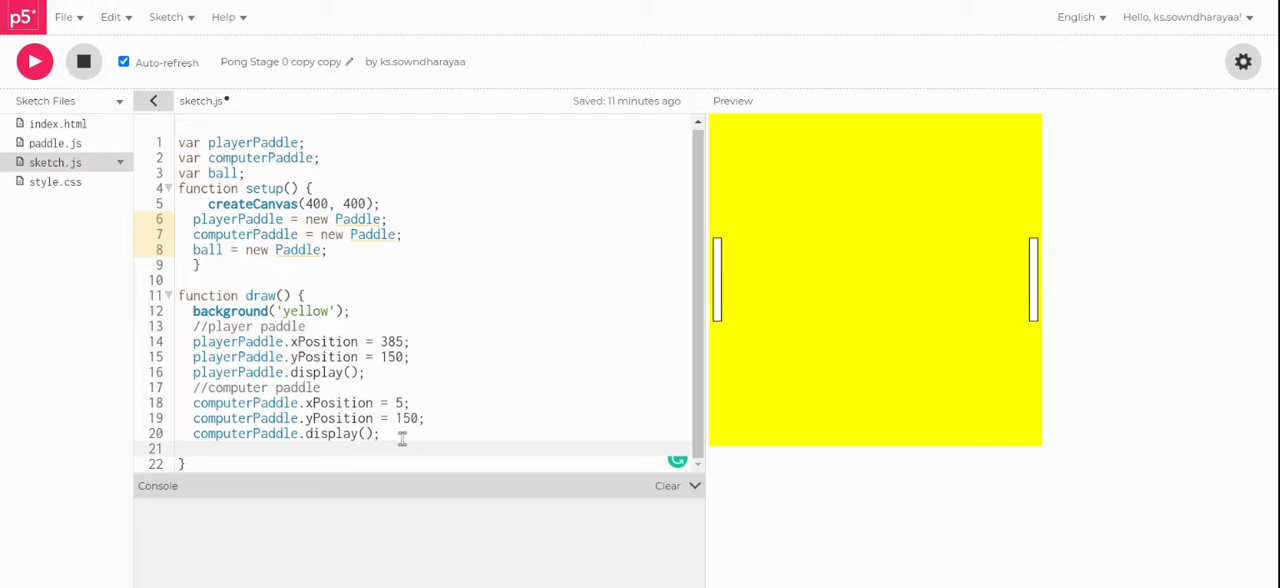 p5* File Edit Sketch Help English Hello, ks.sowndharayaa!
Auto-refresh Pong Stage 0 copy copy by ks.sowndharayaa
Sketch Files sketch.js Saved: 11 minutes ago Preview
index.html
paddle.js
sketch.js
style.css
1 var playerPaddle;
2 var computerPaddle;
3 var ball;
4 function setup() {
5 createCanvas(400, 400);
6 playerPaddle = new Paddle;
7 computerPaddle = new Paddle;
8 ball = new Paddle;
9 }
10
11 function draw() {
12 background('yellow');
13 //player paddle
14 playerPaddle.xPosition = 385;
15 playerPaddle.yPosition = 150;
16 playerPaddle.display();
17 //computer paddle
18 computerPaddle.xPosition = 5;
19 computerPaddle.yPosition = 150;
20 computerPaddle.display();
21
22 }
Console Clear